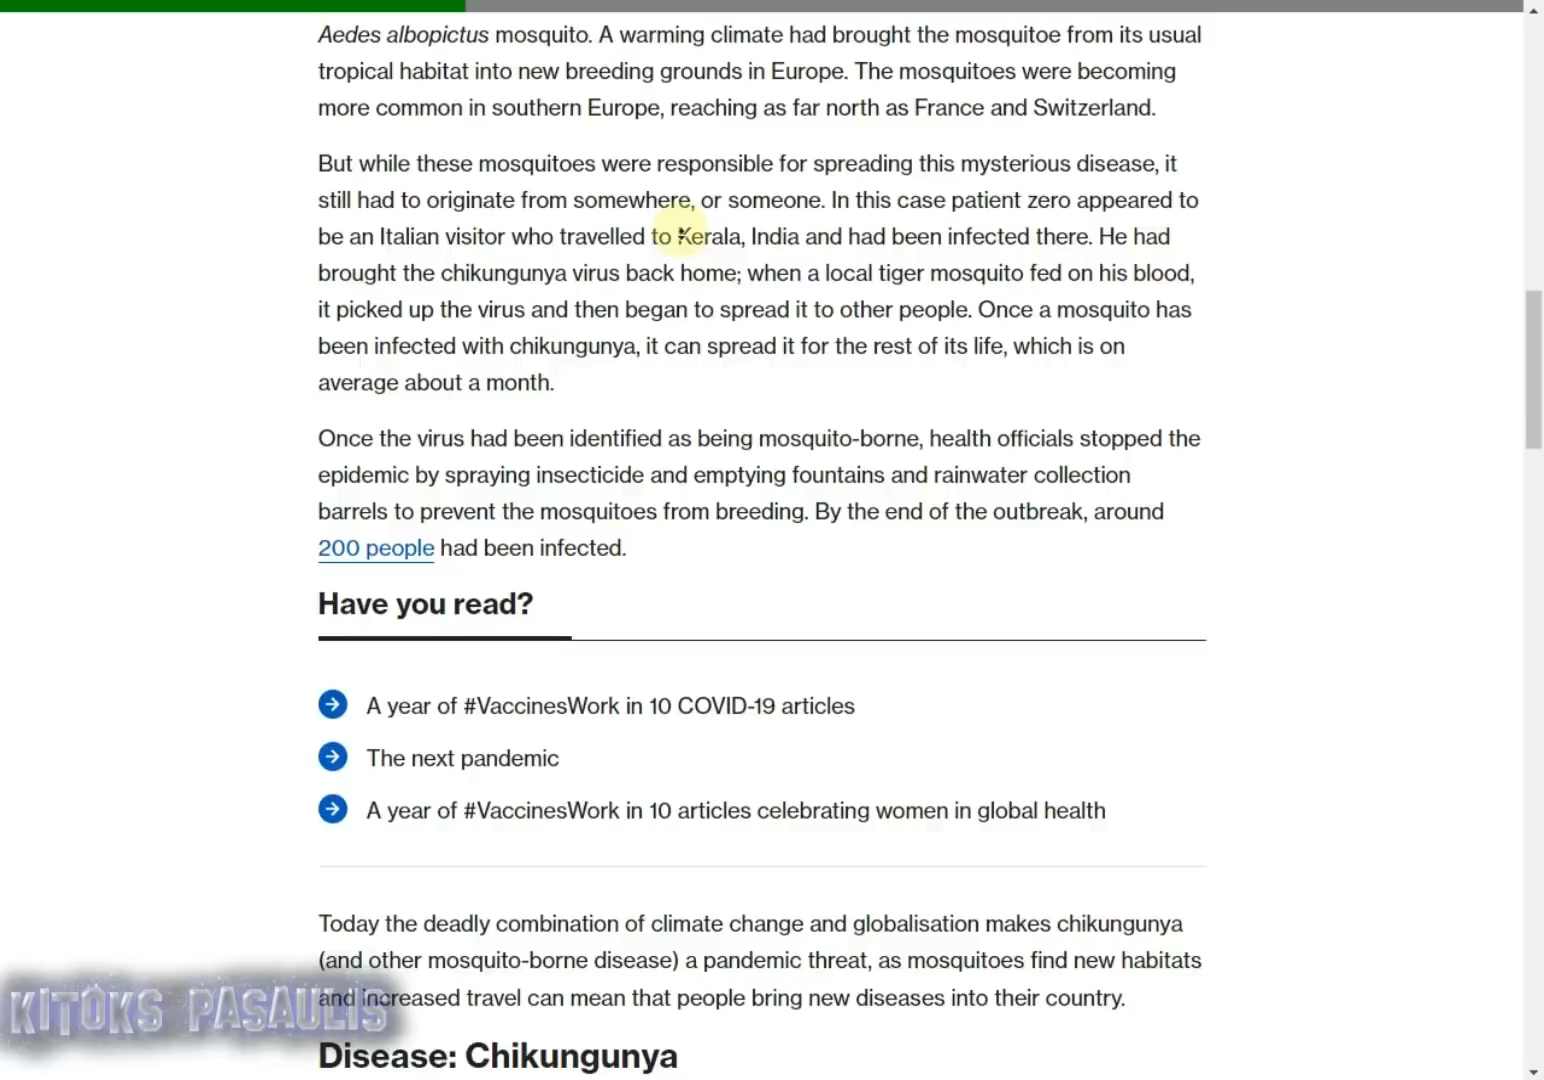 Aedes albopictus mosquito. A warming climate had brought the mosquitoe from its usual
tropical habitat into new breeding grounds in Europe. The mosquitoes were becoming
more common in southern Europe, reaching as far north as France and Switzerland.
But while these mosquitoes were responsible for spreading this mysterious disease, it
still had to originate from somewhere, or someone. In this case patient zero appeared to
be an Italian visitor who travelled to Kerala, India and had been infected there. He had
brought the chikungunya virus back home; when a local tiger mosquito fed on his blood,
it picked up the virus and then began to spread it to other people. Once a mosquito has
been infected with chikungunya, it can spread it for the rest of its life, which is on
average about a month.
Once the virus had been identified as being mosquito-borne, health officials stopped the
epidemic by spraying insecticide and emptying fountains and rainwater collection
barrels to prevent the mosquitoes from breeding. By the end of the outbreak, around
200 people had been infected.
Have you read?
A year of #VaccinesWork in 10 COVID-19 articles
The next pandemic
A year of #VaccinesWork in 10 articles celebrating women in global health
Today the deadly combination of climate change and globalisation makes chikungunya
(and other mosquito-borne disease) a pandemic threat, as mosquitoes find new habitats
and increased travel can mean that people bring new diseases into their country.
KITOKS PASAULIS
Disease: Chikungunya